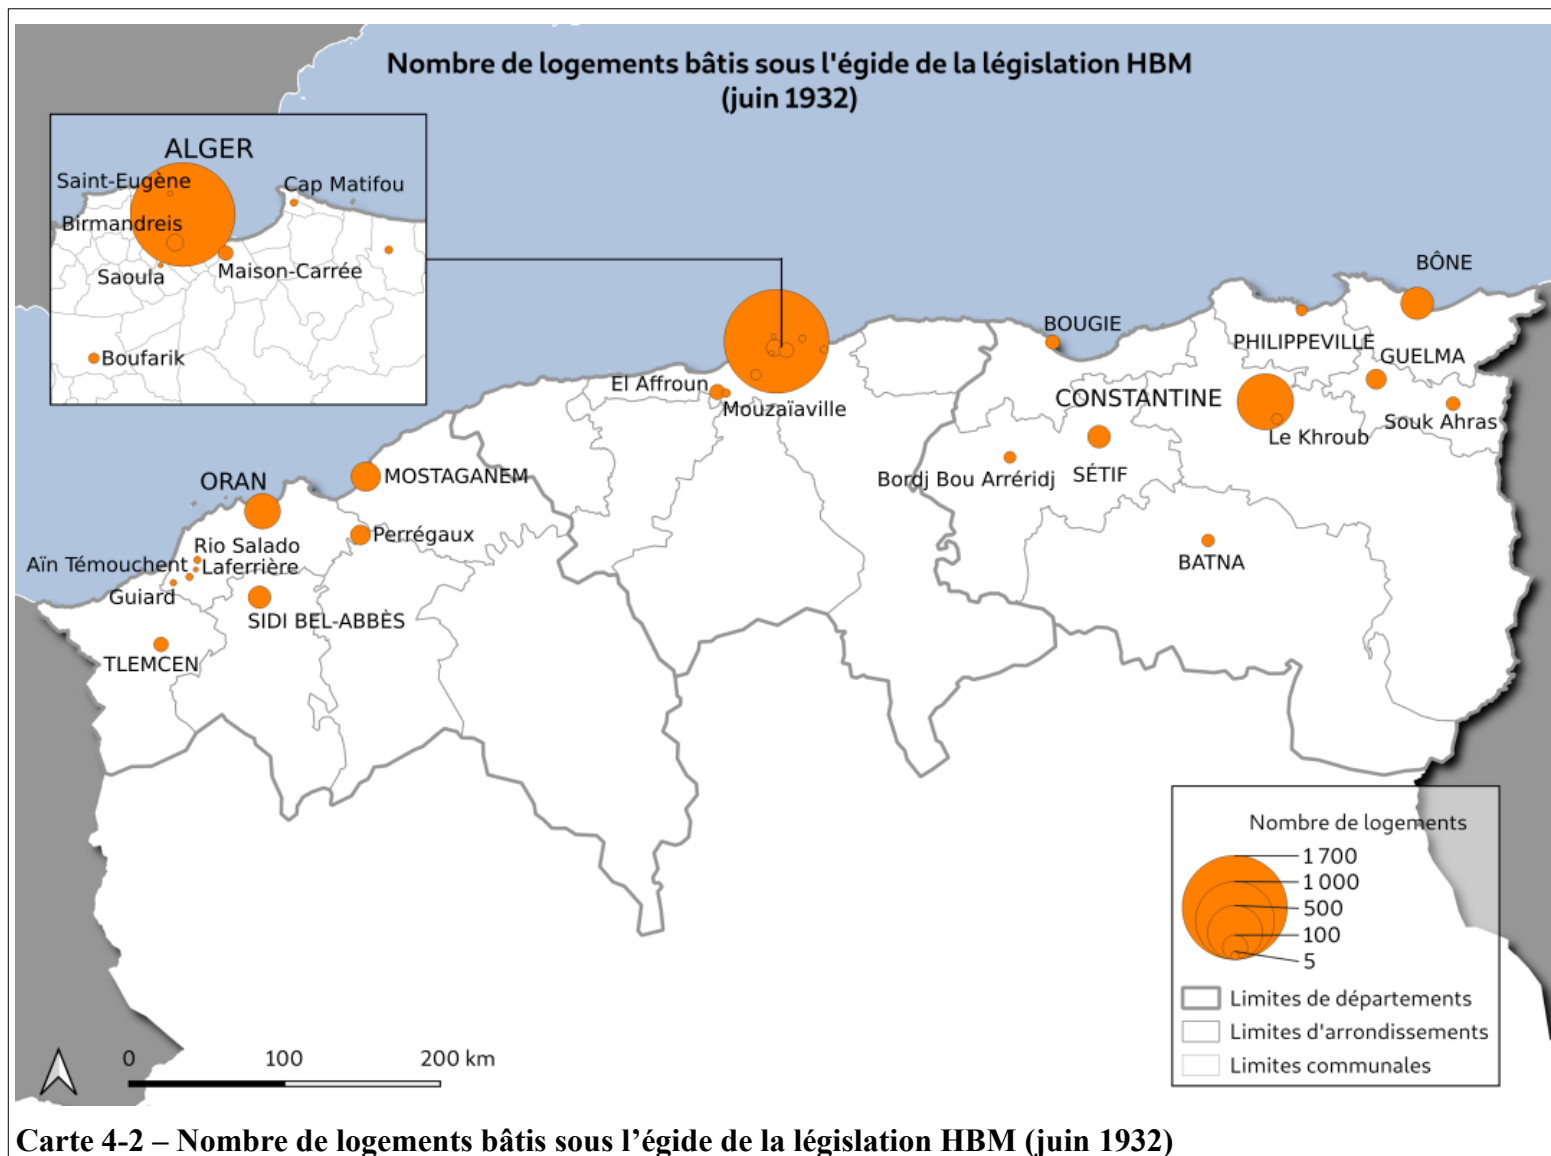 Nombre de logements bâtis sous l'égide de la législation HBM
(juin 1932)
ALGER
Saint-Eugène
Cap Matifou
Birmandreis
Saoula
Maison-Carrée
Boufarik
BÔNE
BOUGIE
PHILIPPEVILLE
GUELMA
El Affroun
Mouzaïaville
CONSTANTINE
Souk Ahras
Le Khroub
Bordj Bou Arréridj
SÉTIF
ORAN
MOSTAGANEM
Perrégaux
Rio Salado
Aïn Témouchent
Laferrière
Guiard
SIDI BEL-ABBÈS
BATNA
TLEMCEN
Nombre de logements
1 700
1 000
500
100
5
Limites de départements
Limites d'arrondissements
Limites communales
0 100 200 km
Carte 4-2 – Nombre de logements bâtis sous l’égide de la législation HBM (juin 1932)